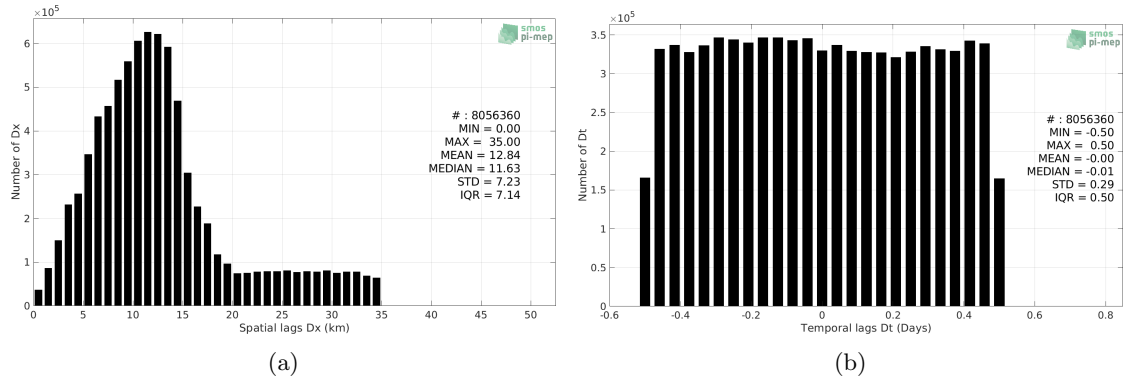 ×10^5
smos
pi-mep
6
5
4
3
2
1
0
Number of Dx
# : 8056360
MIN = 0.00
MAX = 35.00
MEAN = 12.84
MEDIAN = 11.63
STD = 7.23
IQR = 7.14
0 5 10 15 20 25 30 35 40 45 50
Spatial lags Dx (km)
(a)
×10^5
smos
pi-mep
3.5
3
2.5
2
1.5
1
0.5
0
Number of Dt
# : 8056360
MIN = -0.50
MAX = 0.50
MEAN = -0.00
MEDIAN = -0.01
STD = 0.29
IQR = 0.50
-0.6 -0.4 -0.2 0 0.2 0.4 0.6 0.8
Temporal lags Dt (Days)
(b)